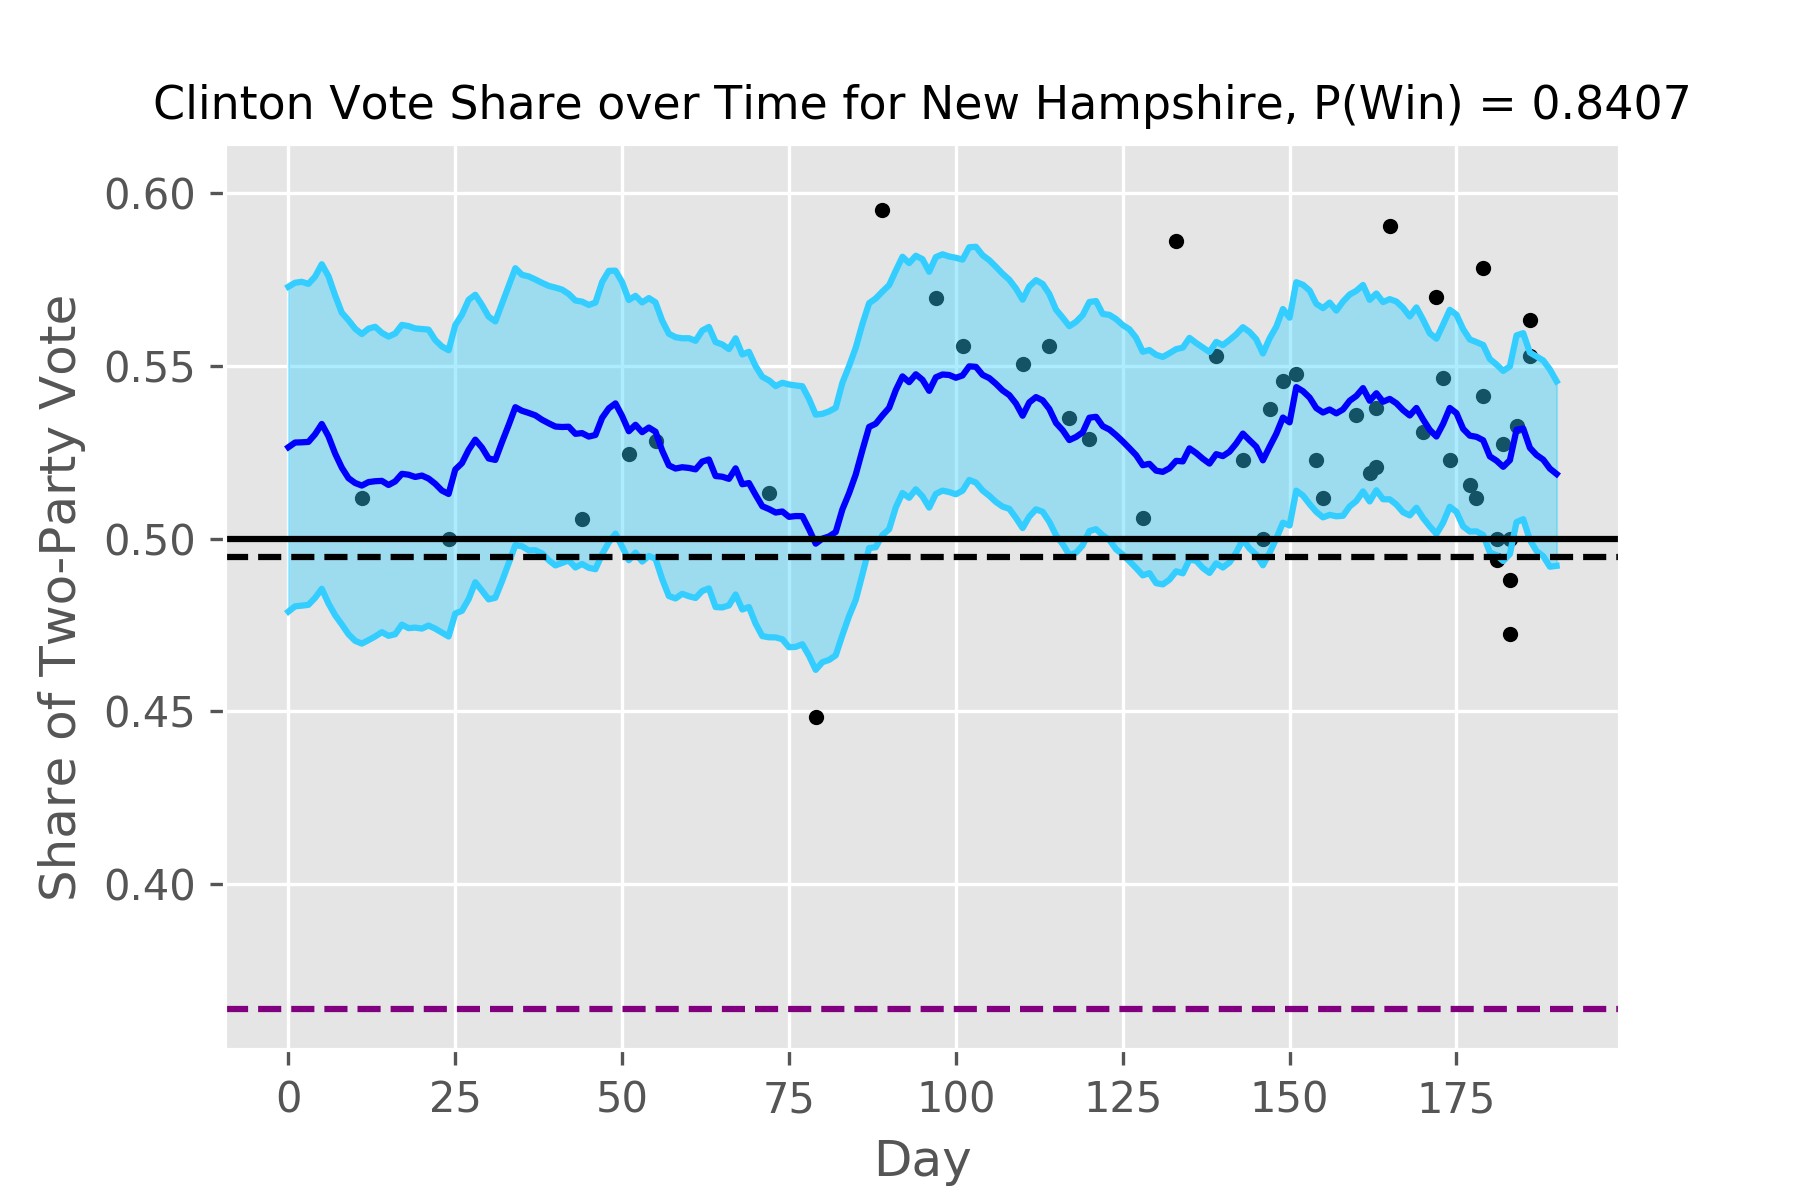 Clinton Vote Share over Time for New Hampshire, P(Win) = 0.8407
Share of Two-Party Vote
0.60
0.55
0.50
0.45
0.40
0 25 50 75 100 125 150 175
Day